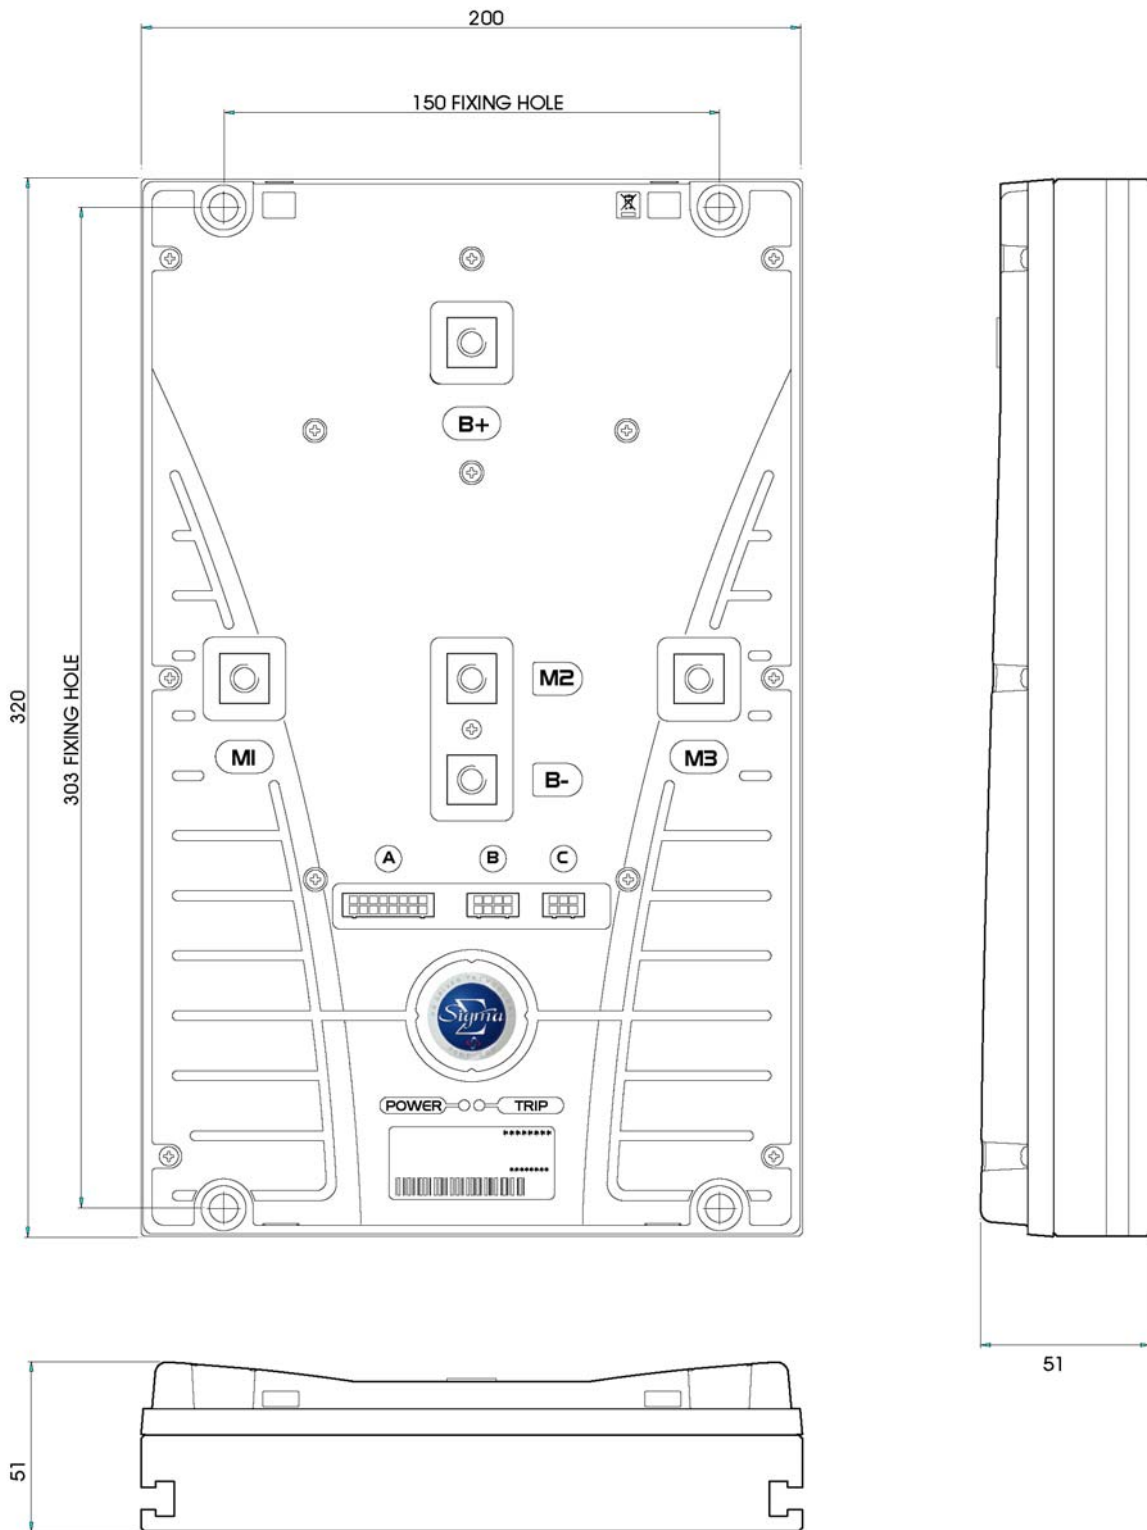 200
150 FIXING HOLE
B+
303 FIXING HOLE
320
M2
M1
M3
B-
A B C
Sigma
POWER TRIP
********
********
51
51